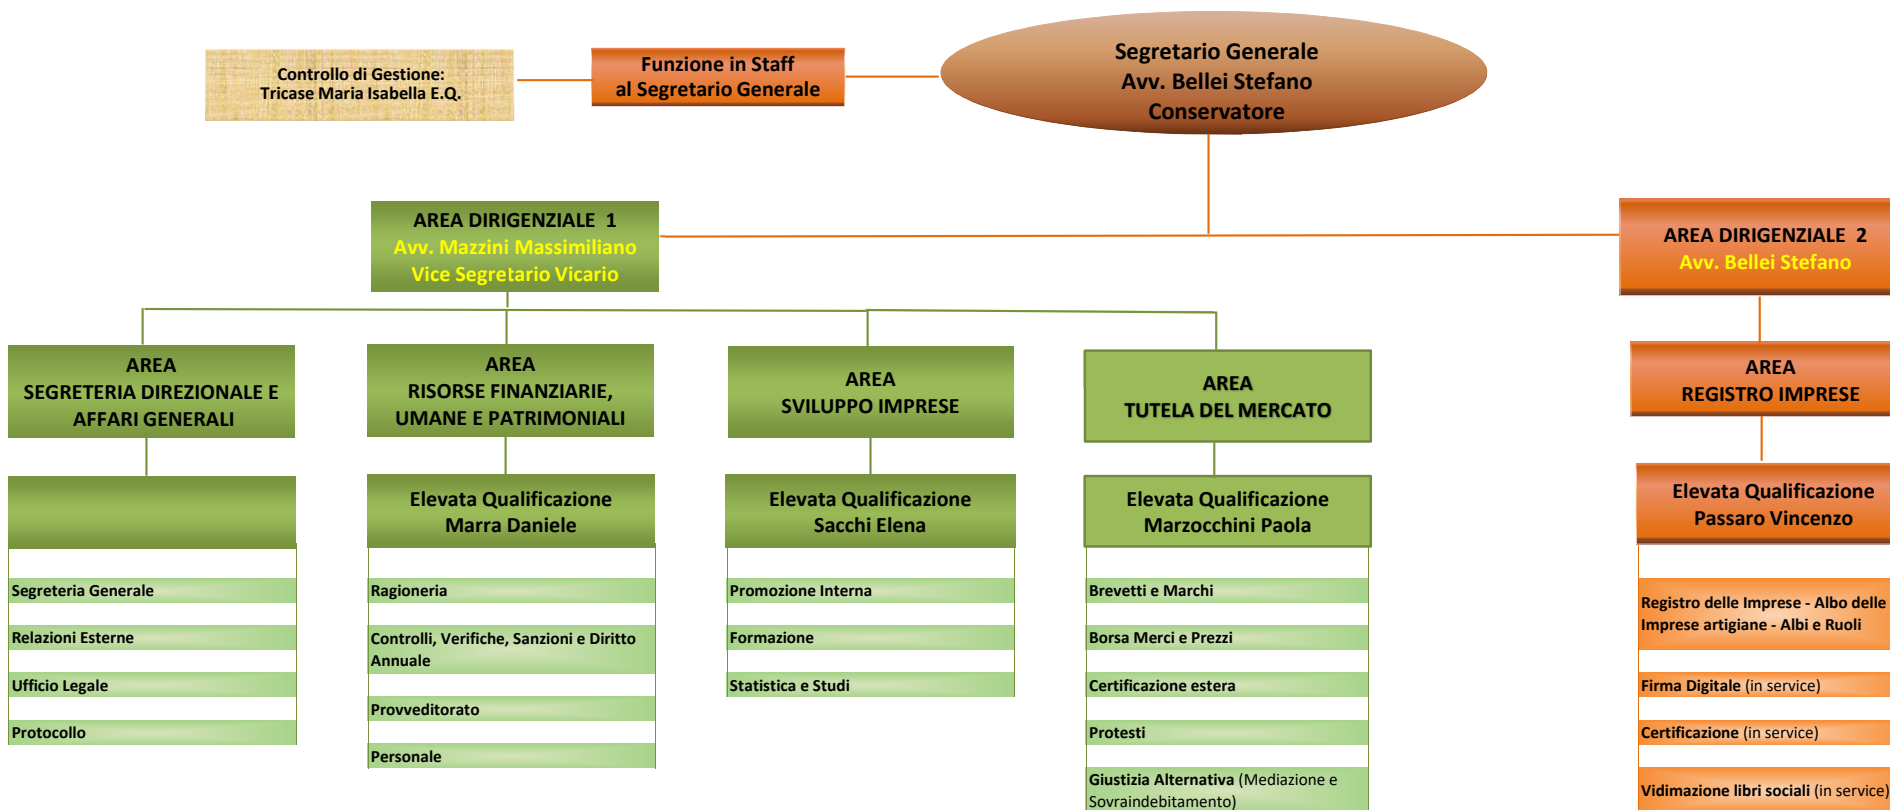 Controllo di Gestione:
Tricase Maria Isabella E.Q.
Funzione in Staff
al Segretario Generale
Segretario Generale
Avv. Bellei Stefano
Conservatore
AREA DIRIGENZIALE 1
Avv. Mazzini Massimiliano
Vice Segretario Vicario
AREA DIRIGENZIALE 2
Avv. Bellei Stefano
AREA
SEGRETERIA DIREZIONALE E
AFFARI GENERALI
Segreteria Generale
Relazioni Esterne
Ufficio Legale
Protocollo
AREA
RISORSE FINANZIARIE,
UMANE E PATRIMONIALI
Elevata Qualificazione
Marra Daniele
Ragioneria
Controlli, Verifiche, Sanzioni e Diritto
Annuale
Provveditorato
Personale
AREA
SVILUPPO IMPRESE
Elevata Qualificazione
Sacchi Elena
Promozione Interna
Formazione
Statistica e Studi
AREA
TUTELA DEL MERCATO
Elevata Qualificazione
Marzocchini Paola
Brevetti e Marchi
Borsa Merci e Prezzi
Certificazione estera
Protesti
Giustizia Alternativa (Mediazione e
Sovraindebitamento)
AREA
REGISTRO IMPRESE
Elevata Qualificazione
Passaro Vincenzo
Registro delle Imprese - Albo delle
Imprese artigiane - Albi e Ruoli
Firma Digitale (in service)
Certificazione (in service)
Vidimazione libri sociali (in service)